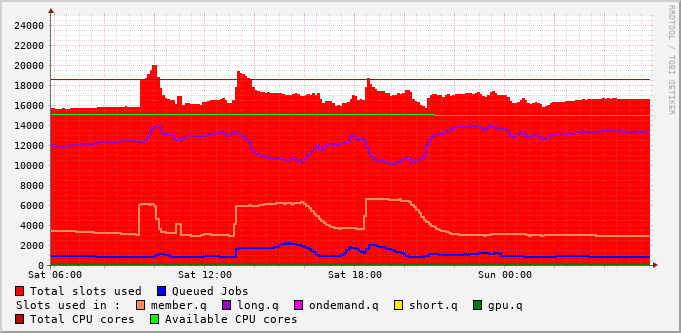 24000
22000
20000
18000
16000
14000
12000
10000
8000
6000
4000
2000
0
Sat 06:00 Sat 12:00 Sat 18:00 Sun 00:00
Total slots used Queued Jobs
Slots used in : member.q long.q ondemand.q short.q gpu.q
Total CPU cores Available CPU cores
RRDTOOL / TOBI OETIKER